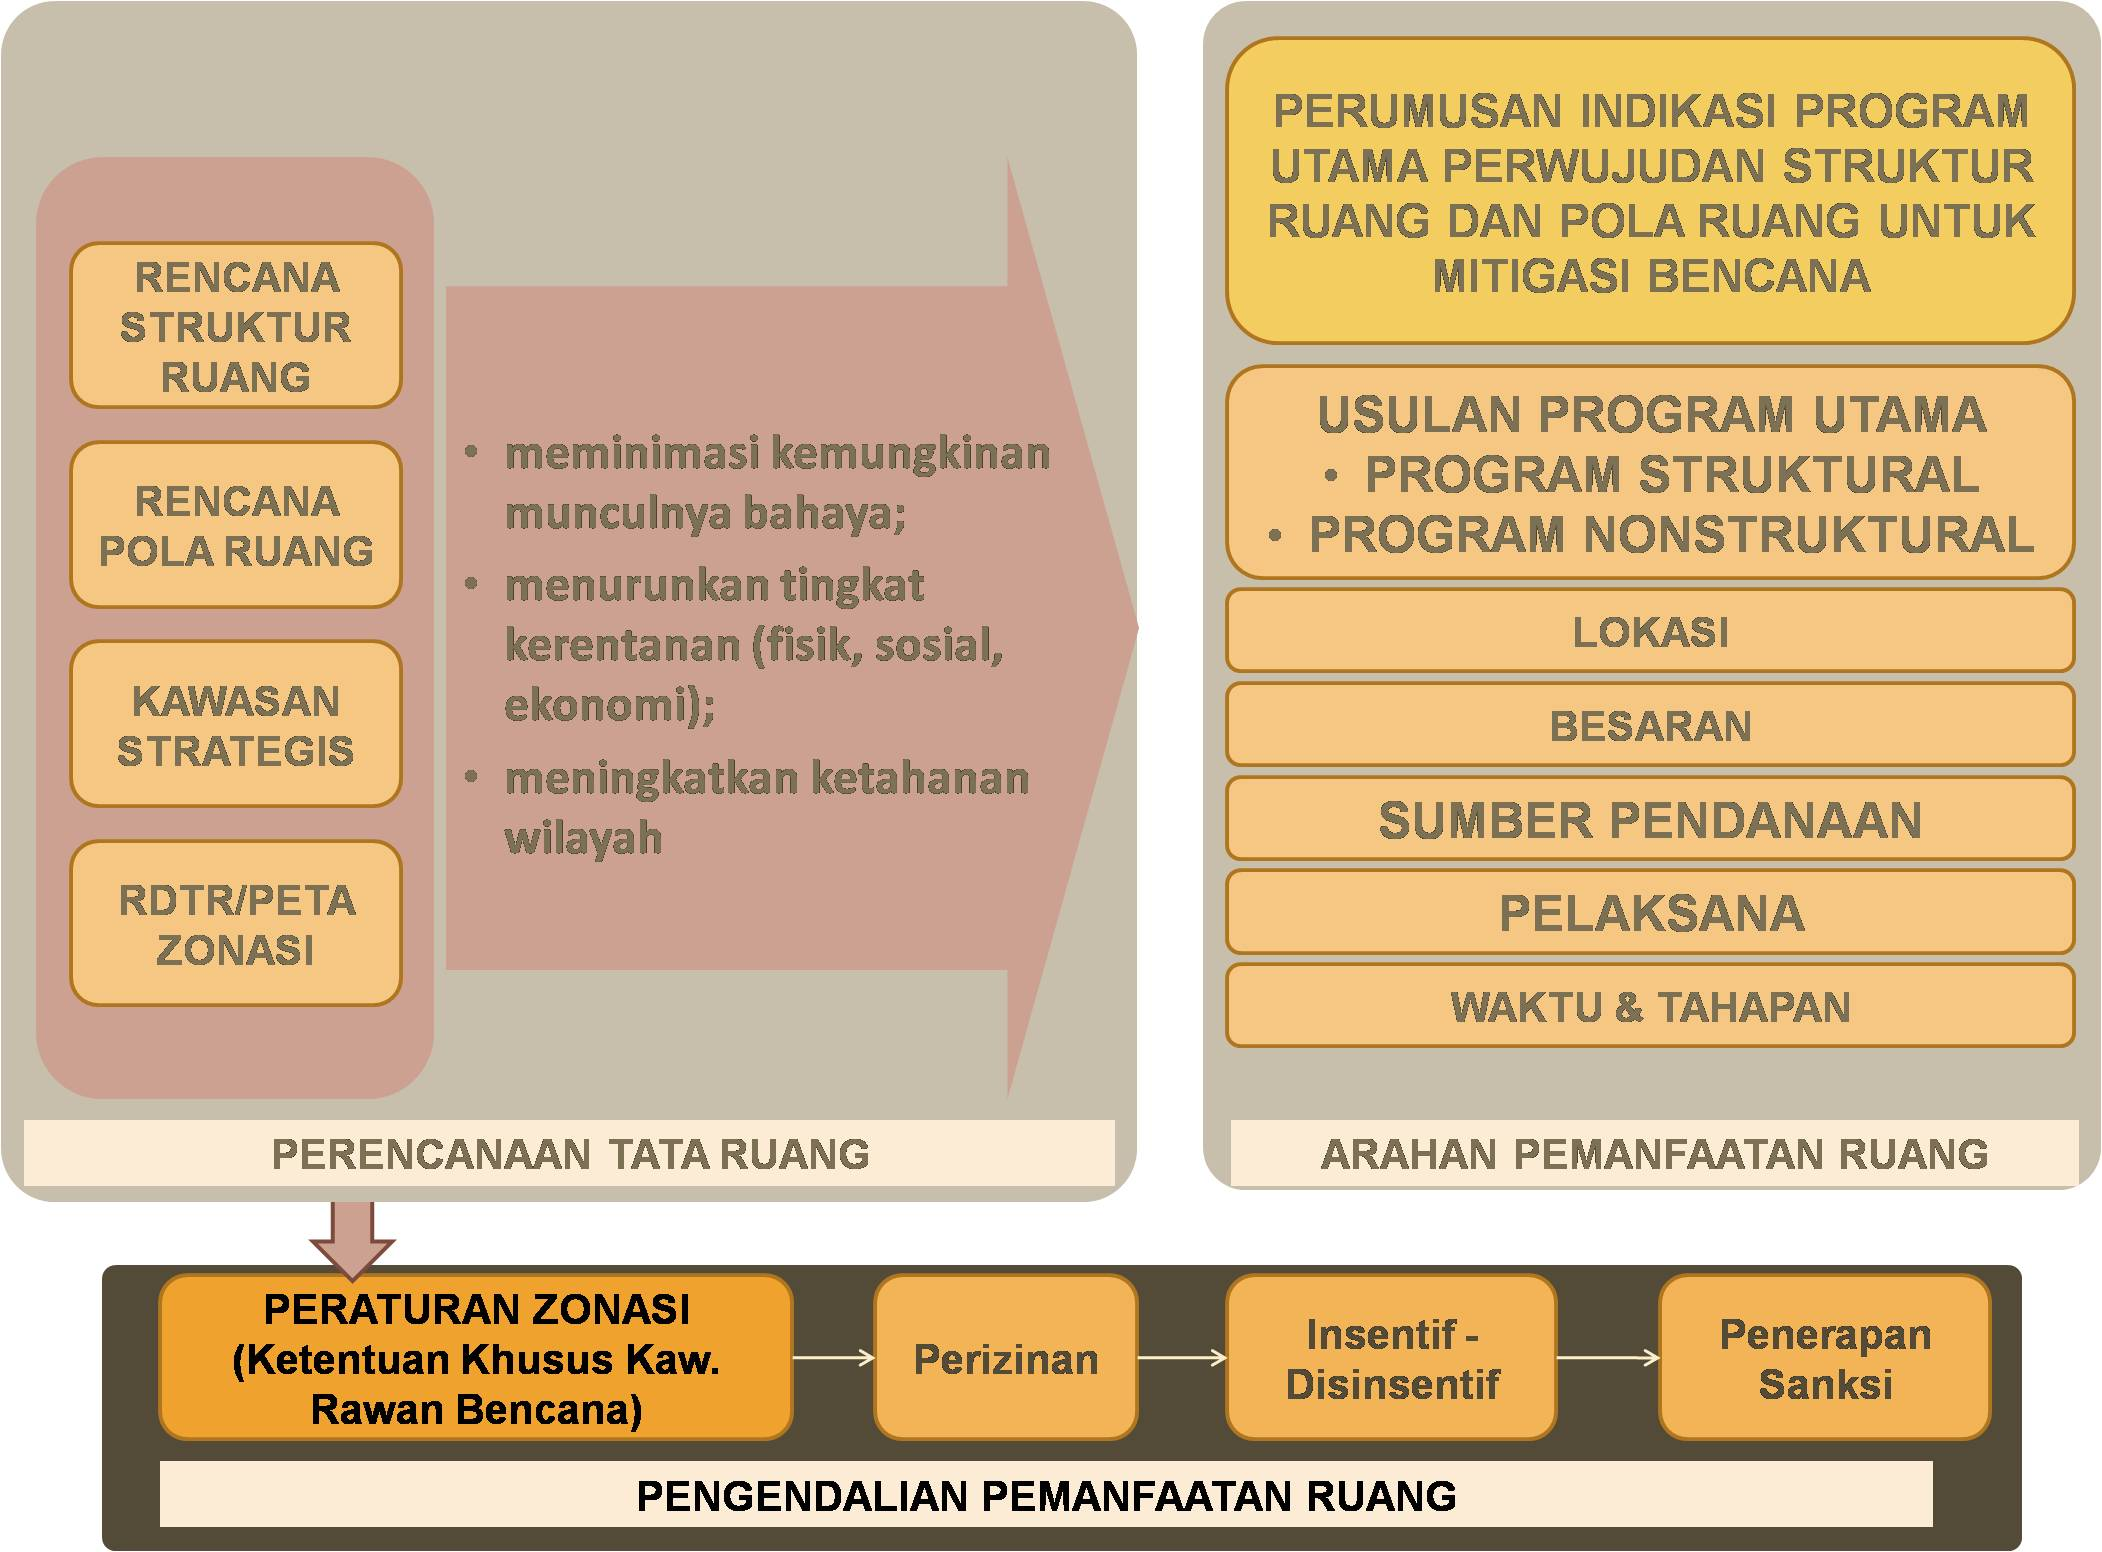 RENCANA
STRUKTUR
RUANG
RENCANA
POLA RUANG
KAWASAN
STRATEGIS
RDTR/PETA
ZONASI
• meminimasi kemungkinan
munculnya bahaya;
• menurunkan tingkat
kerentanan (fisik, sosial,
ekonomi);
• meningkatkan ketahanan
wilayah
PERENCANAAN TATA RUANG
PERUMUSAN INDIKASI PROGRAM
UTAMA PERWUJUDAN STRUKTUR
RUANG DAN POLA RUANG UNTUK
MITIGASI BENCANA
USULAN PROGRAM UTAMA
• PROGRAM STRUKTURAL
• PROGRAM NONSTRUKTURAL
LOKASI
BESARAN
SUMBER PENDANAAN
PELAKSANA
WAKTU & TAHAPAN
ARAHAN PEMANFAATAN RUANG
PERATURAN ZONASI
(Ketentuan Khusus Kaw.
Rawan Bencana)
Perizinan
Insentif -
Disinsentif
Penerapan
Sanksi
PENGENDALIAN PEMANFAATAN RUANG